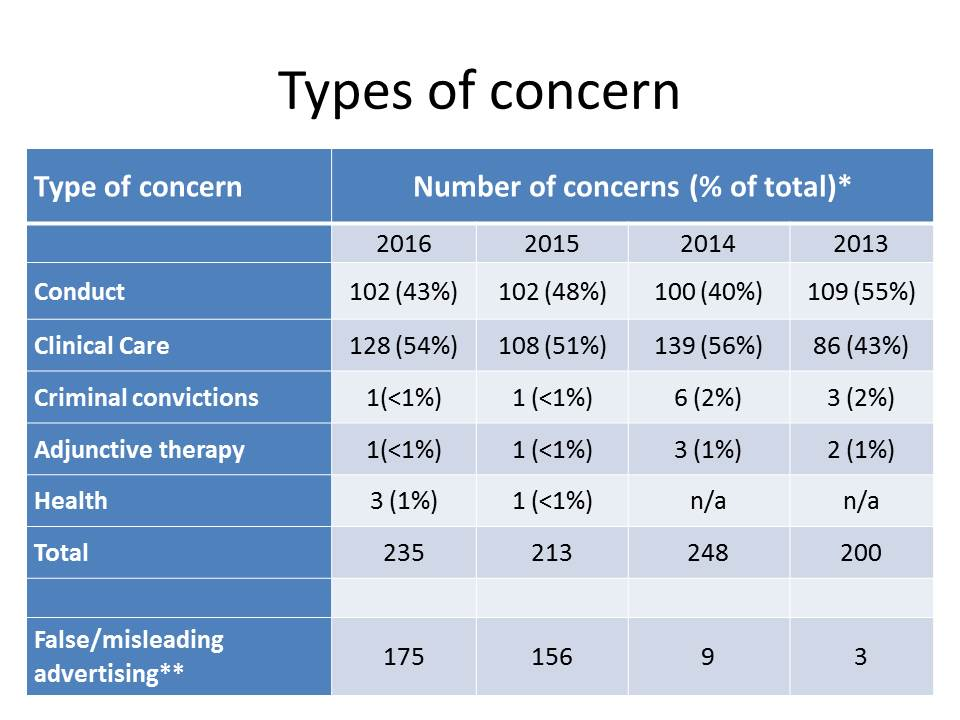 Types of concern
Type of concern Number of concerns (% of total)*
2016 2015 2014 2013
Conduct 102 (43%) 102 (48%) 100 (40%) 109 (55%)
Clinical Care 128 (54%) 108 (51%) 139 (56%) 86 (43%)
Criminal convictions 1(<1%) 1 (<1%) 6 (2%) 3 (2%)
Adjunctive therapy 1(<1%) 1 (<1%) 3 (1%) 2 (1%)
Health 3 (1%) 1 (<1%) n/a n/a
Total 235 213 248 200
False/misleading
advertising** 175 156 9 3